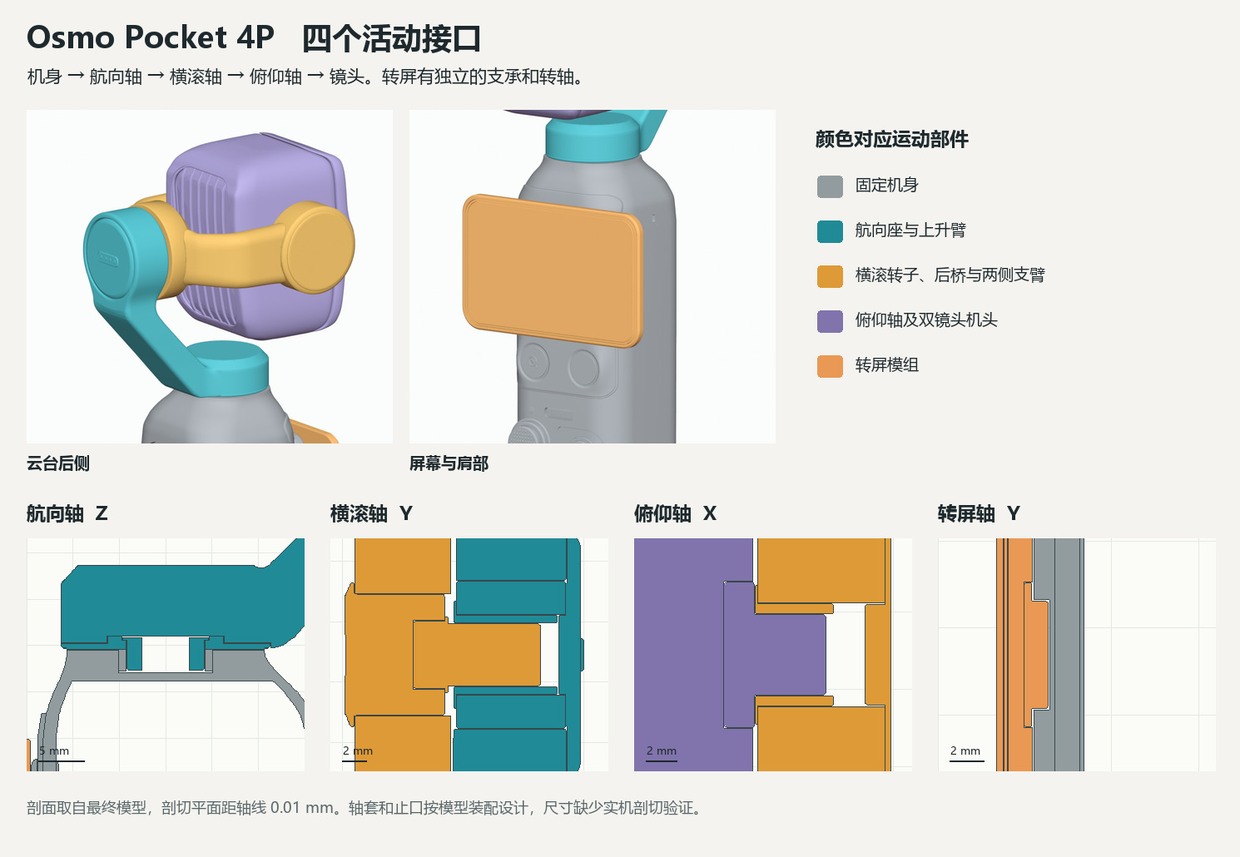 Osmo Pocket 4P 四个活动接口
机身 → 航向轴 → 横滚轴 → 俯仰轴 → 镜头。转屏有独立的支承和转轴。
颜色对应运动部件
固定机身
航向座与上升臂
横滚转子、后桥与两侧支臂
俯仰轴及双镜头机头
转屏模组
云台后侧
屏幕与肩部
航向轴 Z
横滚轴 Y
俯仰轴 X
转屏轴 Y
5 mm
2 mm
2 mm
2 mm
剖面取自最终模型，剖切平面距轴线 0.01 mm。轴套和止口按模型装配设计，尺寸缺少实机剖切验证。